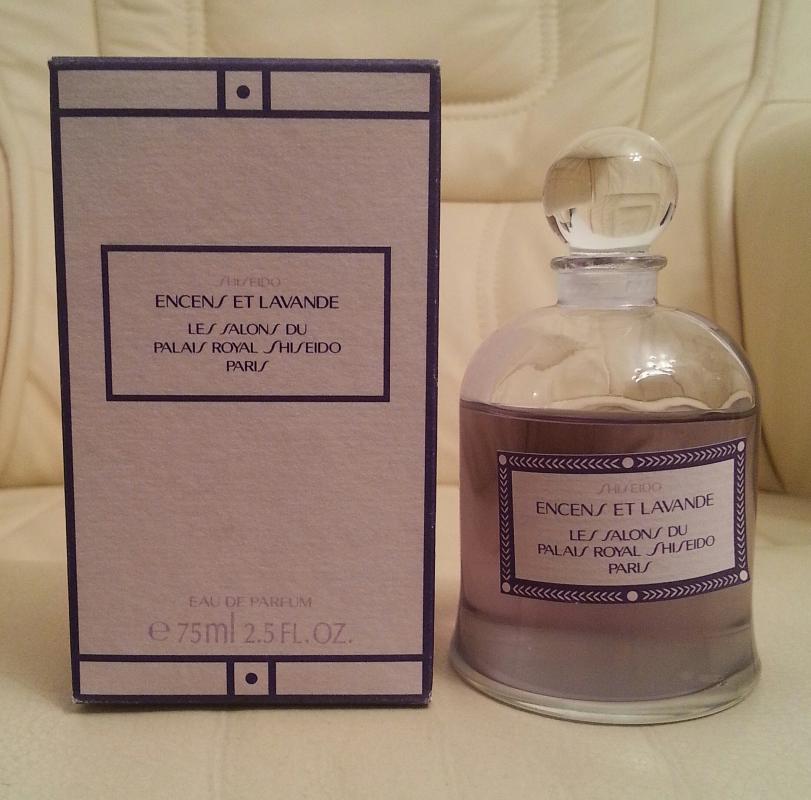 SHISEIDO
ENCENS ET LAVANDE
LES SALONS DU
PALAIS ROYAL SHISEIDO
PARIS
EAU DE PARFUM
e 75ml 2.5 FL. OZ.
SHISEIDO
ENCENS ET LAVANDE
LES SALONS DU
PALAIS ROYAL SHISEIDO
PARIS